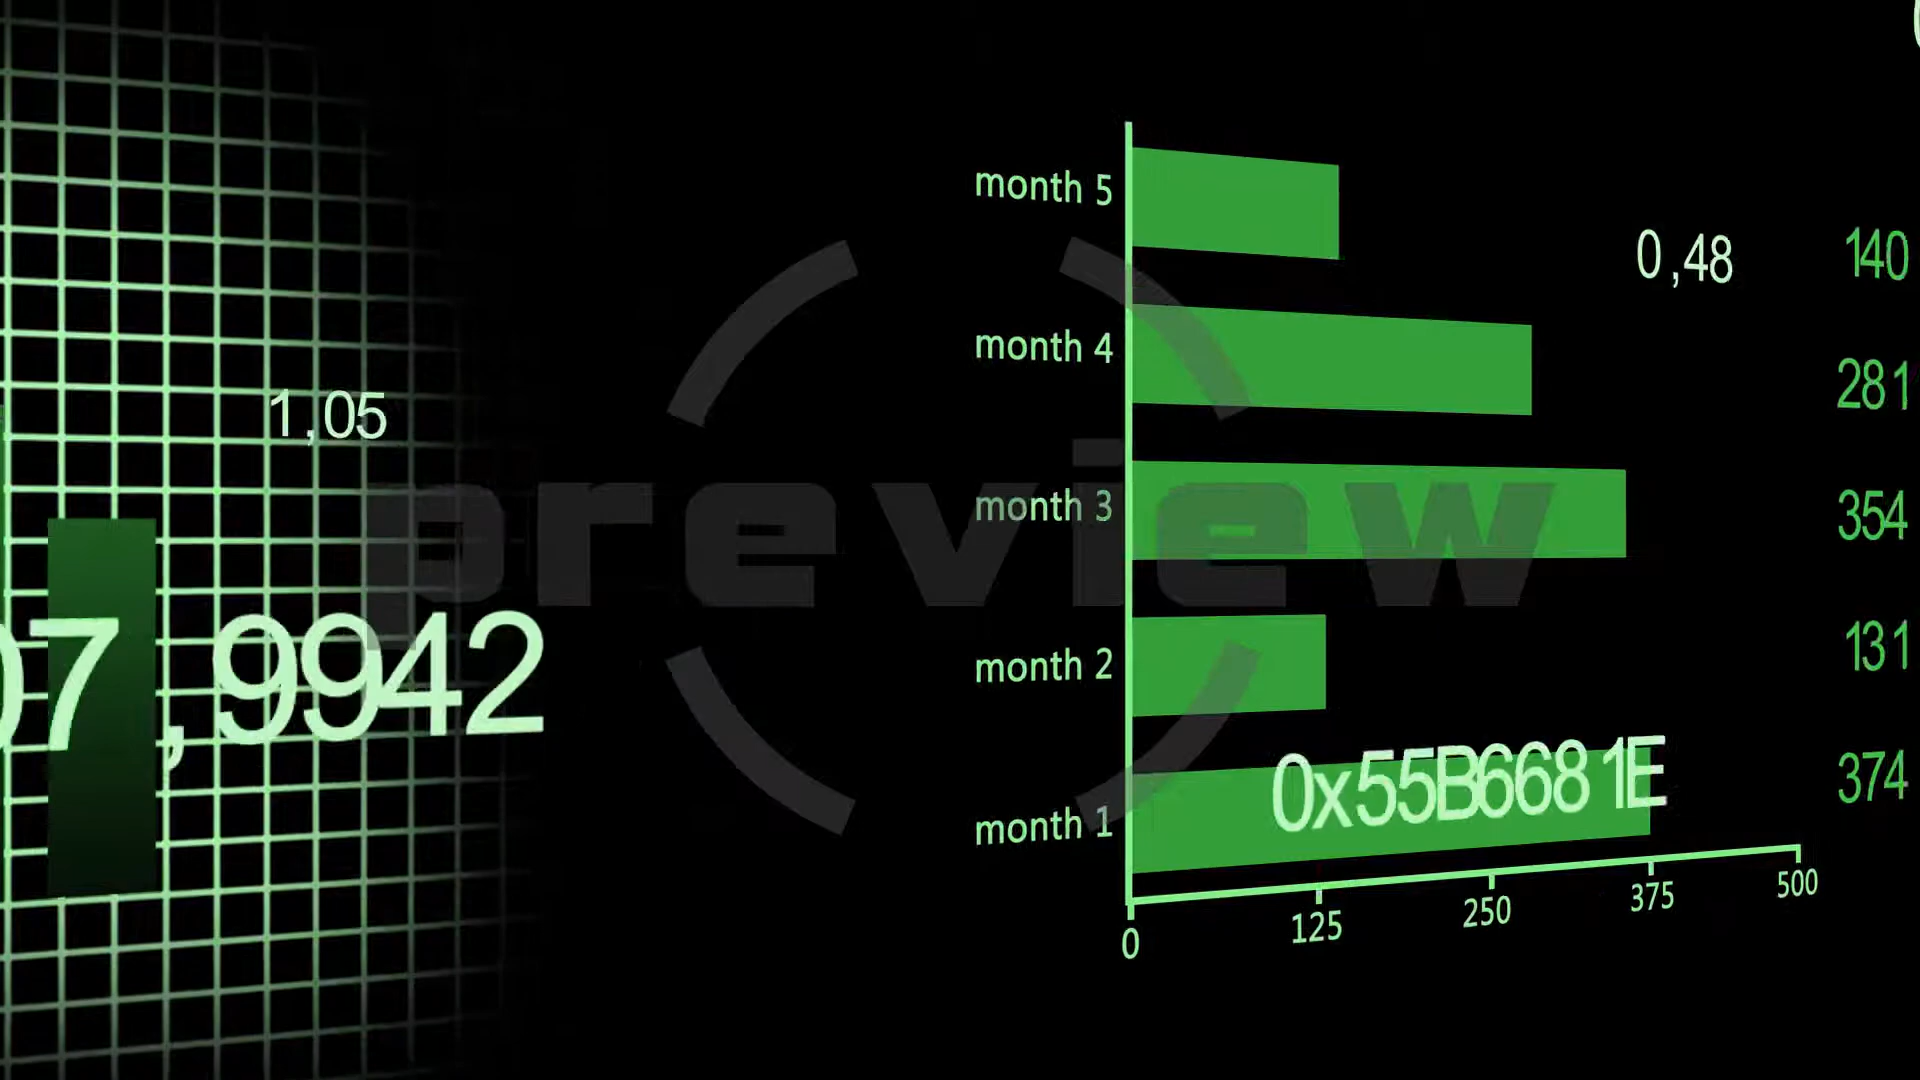 month 5
0,48
140
month 4
281
1,05
preview
month 3
354
07,9942
month 2
131
0x55B6681E
month 1
374
0
125
250
375
500